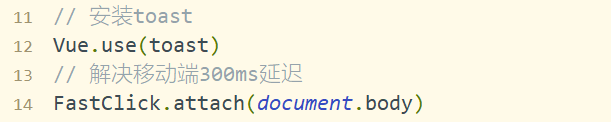 11 // 安装toast
12 Vue.use(toast)
13 // 解决移动端300ms延迟
14 FastClick.attach(document.body)